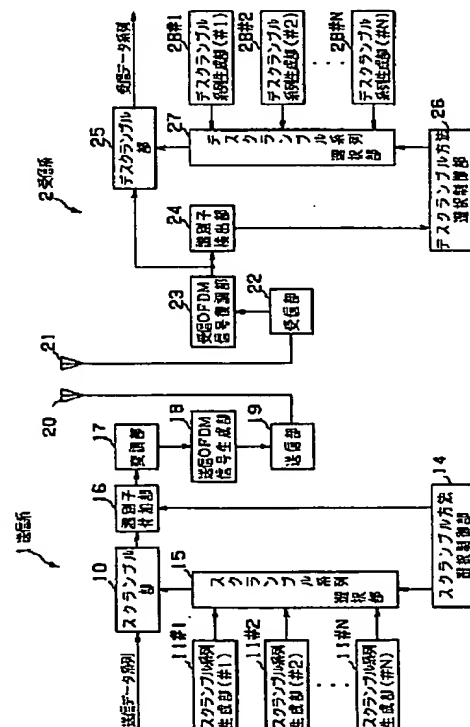 1送信系
送信データ系列
10
スクランブル
部
16
識別子
付加部
17
変調部
18
送信OFDM
信号生成部
19
送信部
20
15
スクランブル系列
選択部
11#1
スクランブル系列
生成部(#1)
11#2
スクランブル系列
生成部(#2)
11#N
スクランブル系列
生成部(#N)
14
スクランブル方法
選択制御部
2受信系
21
22
受信部
23
受信OFDM
信号復調部
24
識別子
検出部
25
デスクランブル
部
受信データ系列
27
デスクランブル系列
選択部
28#1
デスクランブル
系列生成部(#1)
28#2
デスクランブル
系列生成部(#2)
28#N
デスクランブル
系列生成部(#N)
26
デスクランブル方法
選択制御部